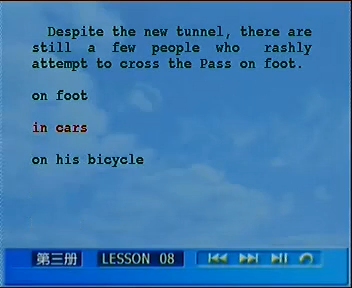 Despite the new tunnel, there are
still a few people who rashly
attempt to cross the Pass on foot.
on foot
in cars
on his bicycle
第三册 LESSON 08